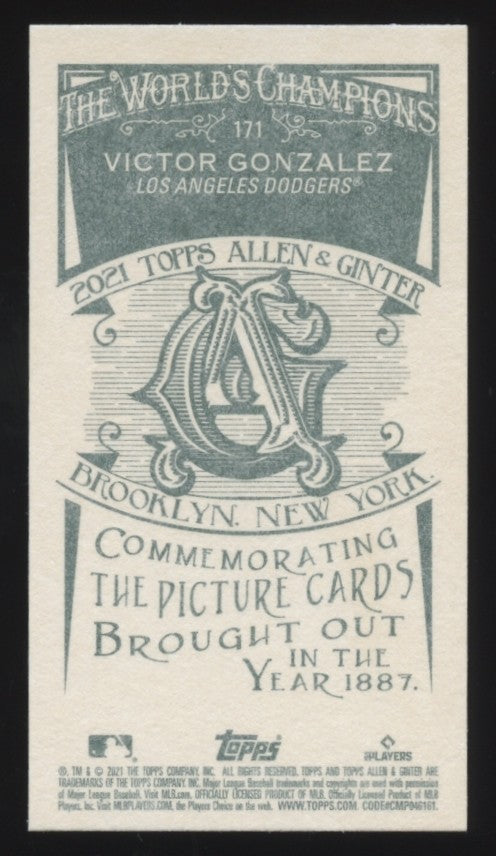 THE WORLD'S CHAMPIONS
171
VICTOR GONZALEZ
LOS ANGELES DODGERS®
2021 TOPPS ALLEN & GINTER
AG
BROOKLYN. NEW YORK.
COMMEMORATING
THE PICTURE CARDS
BROUGHT OUT
IN THE
YEAR 1887.
Topps
PLAYERS
®, TM & © 2021 THE TOPPS COMPANY, INC. ALL RIGHTS RESERVED. TOPPS AND TOPPS ALLEN & GINTER ARE
TRADEMARKS OF THE TOPPS COMPANY, INC. Major League Baseball trademarks and copyrights are used with permission
of Major League Baseball. Visit MLB.com. OFFICIALLY LICENSED PRODUCT OF MLB. Officially Licensed Product of MLB
Players, Inc. Visit MLBPLAYERS.COM, the Players Choice on the web. WWW.TOPPS.COM. CODE#CMP046161.